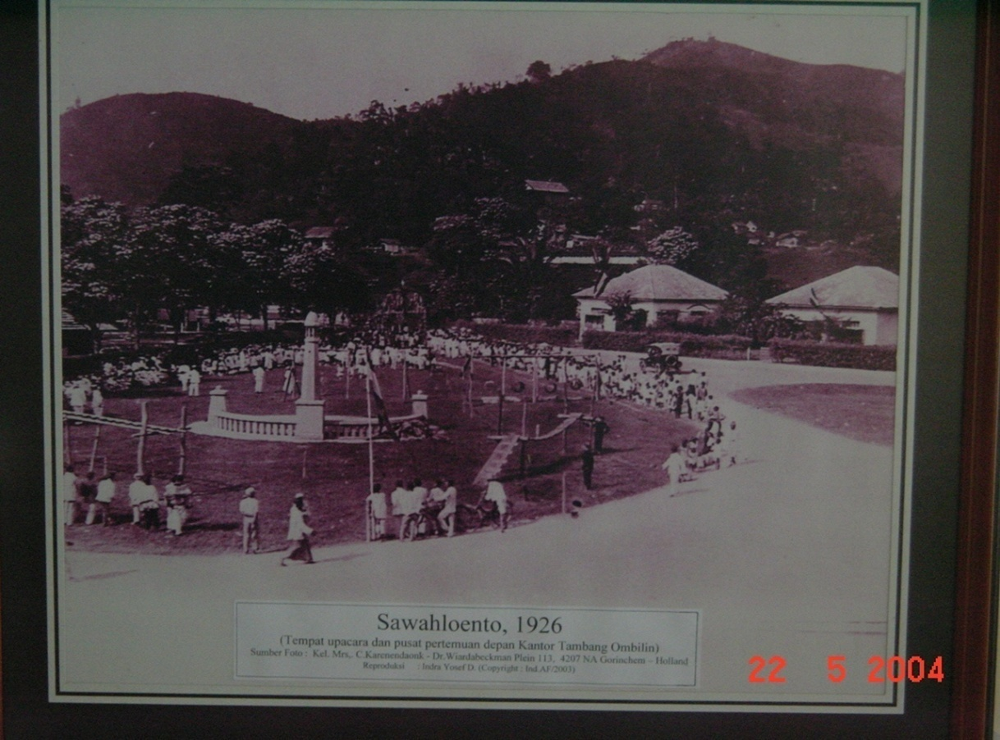 Sawahloento, 1926
(Tempat upacara dan pusat pertemuan depan Kantor Tambang Ombilin)
Sumber Foto : Kel. Mrs,. C.Karenendaonk - Dr.Wiardabeckman Plein 113, 4207 NA Gorinchem - Holland
Reproduksi : Indra Yosef D. (Copyright : Ind.AF/2003)
22 5 2004